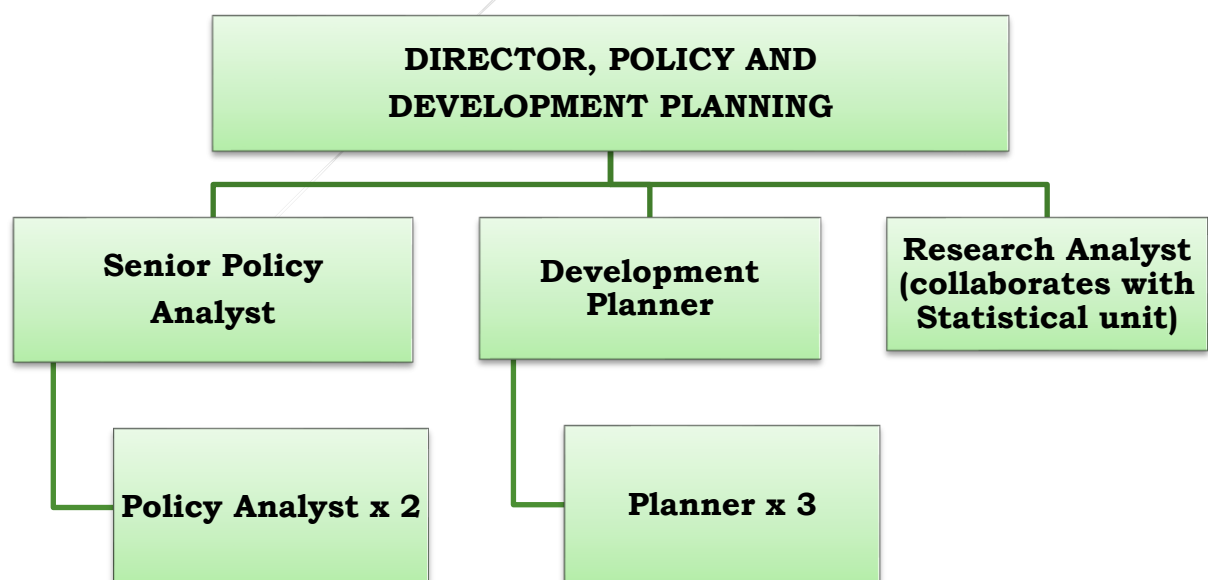 DIRECTOR, POLICY AND
DEVELOPMENT PLANNING
Senior Policy
Analyst
Development
Planner
Research Analyst
(collaborates with
Statistical unit)
Policy Analyst x 2
Planner x 3